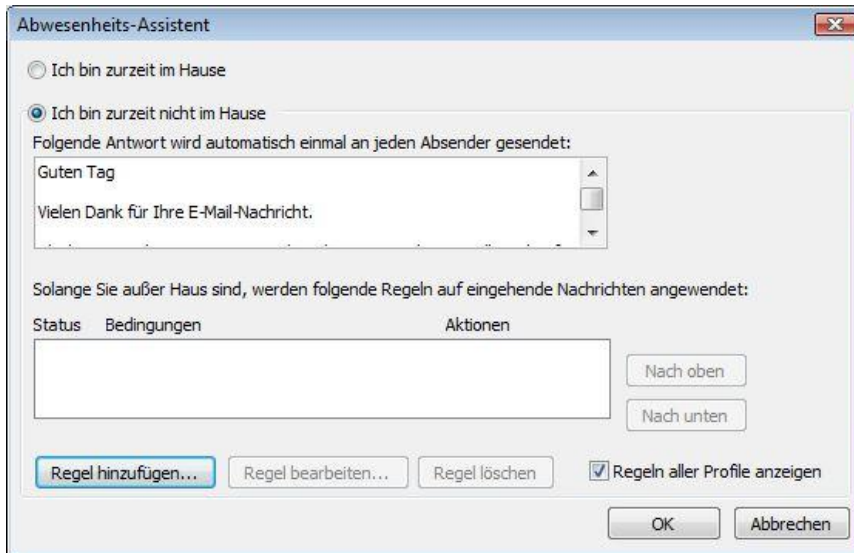 Abwesenheits-Assistent
Ich bin zurzeit im Hause
Ich bin zurzeit nicht im Hause
Folgende Antwort wird automatisch einmal an jeden Absender gesendet:
Guten Tag
Vielen Dank für Ihre E-Mail-Nachricht.
Solange Sie außer Haus sind, werden folgende Regeln auf eingehende Nachrichten angewendet:
Status Bedingungen Aktionen
Nach oben
Nach unten
Regel hinzufügen... Regel bearbeiten... Regel löschen Regeln aller Profile anzeigen
OK Abbrechen